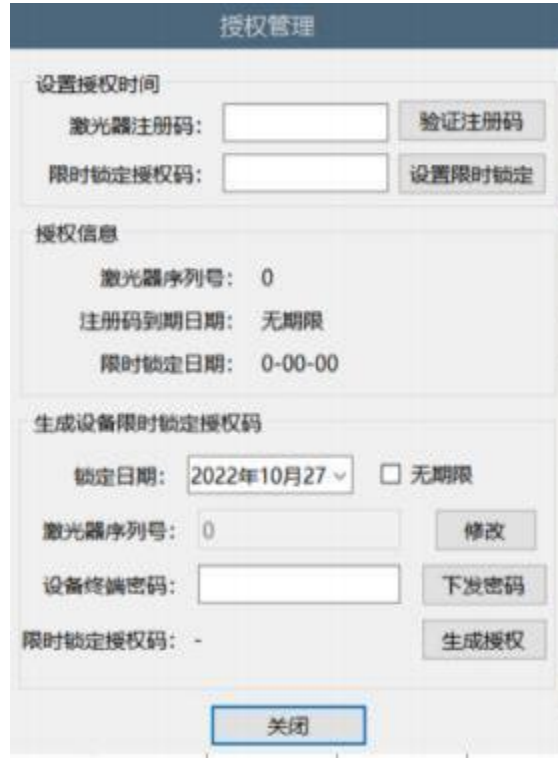 授权管理
设置授权时间
激光器注册码：
验证注册码
限时锁定授权码：
设置限时锁定
授权信息
激光器序列号： 0
注册码到期日期： 无期限
限时锁定日期： 0-00-00
生成设备限时锁定授权码
锁定日期： 2022年10月27 无期限
激光器序列号： 0 修改
设备终端密码： 下发密码
限时锁定授权码： - 生成授权
关闭